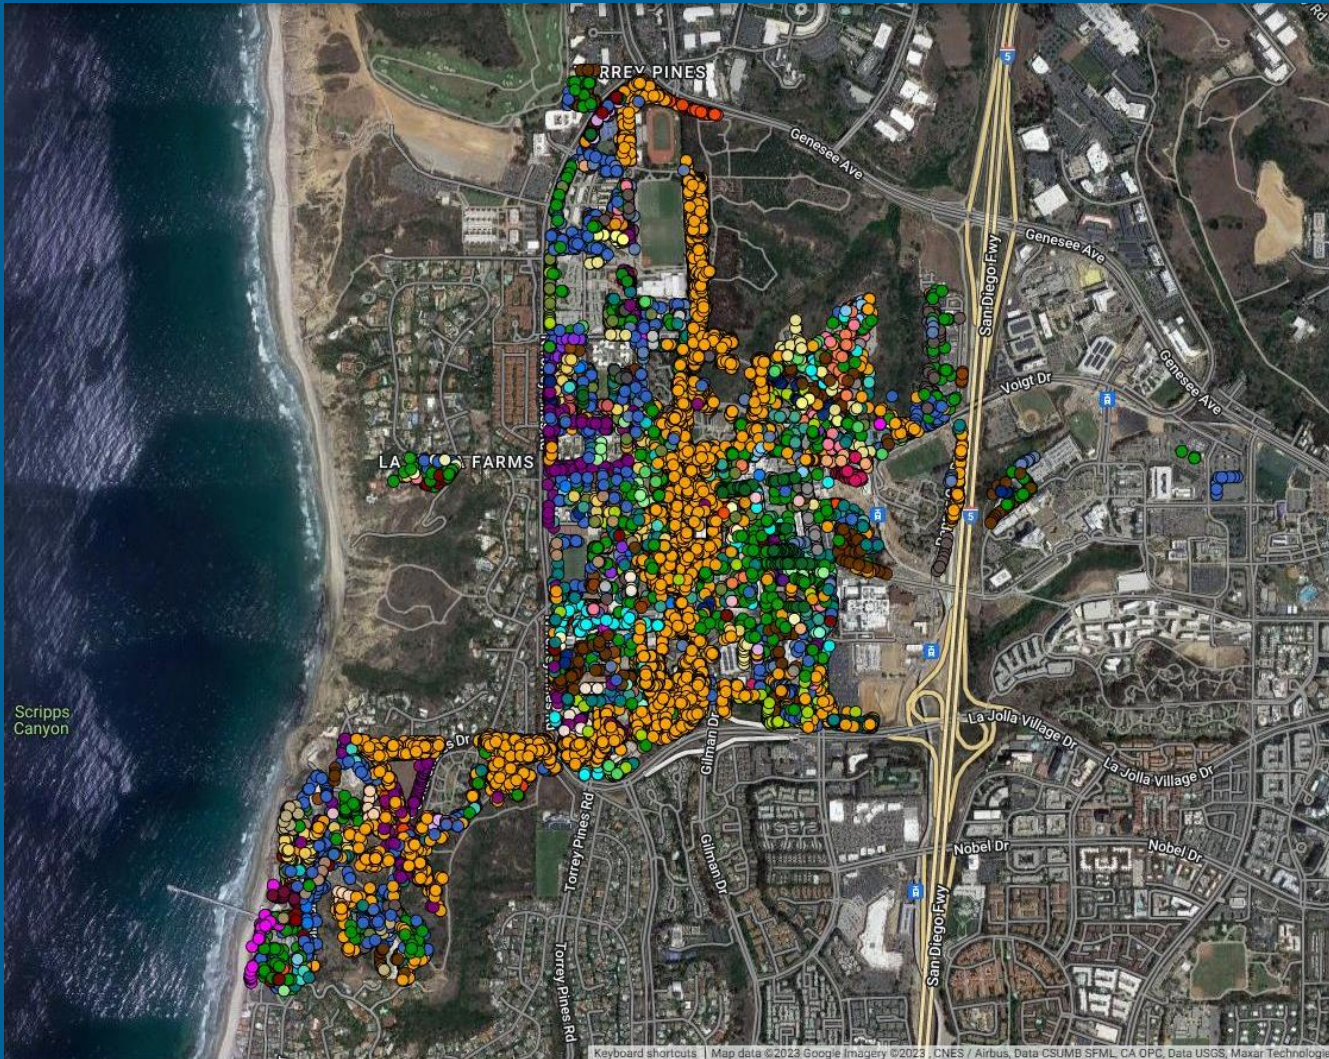 RREY PINES
5
Genesee Ave
Genesee Ave
San Diego Fwy
Genesee Ave
Voigt Dr
LA FARMS
5
Scripps
Canyon
s Dr
Gilman Dr
La Jolla Village Dr
La Jolla Village Dr
Torrey Pines Rd
Gilman Dr
Nobel Dr
Nobel Dr
San Diego Fwy
Torrey Pines Rd
Keyboard shortcuts | Map data ©2023 Google Imagery ©2023 , CNES / Airbus, Data CSUMB SFML, CA OPC, Data USGS, Maxar Technologi